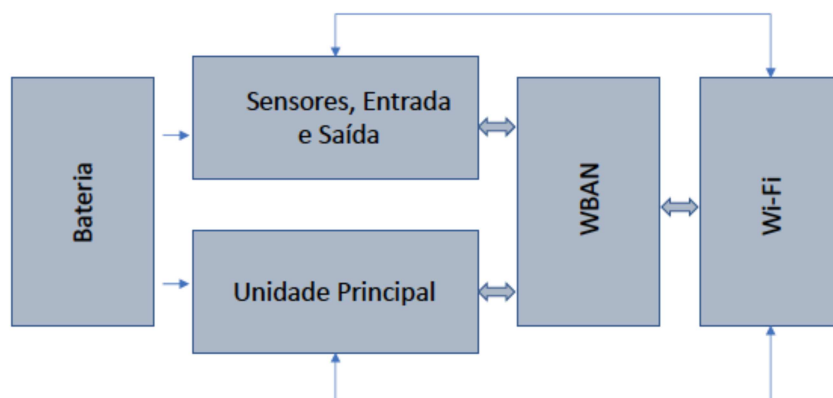 Bateria
Sensores, Entrada
e Saída
Unidade Principal
WBAN
Wi-Fi